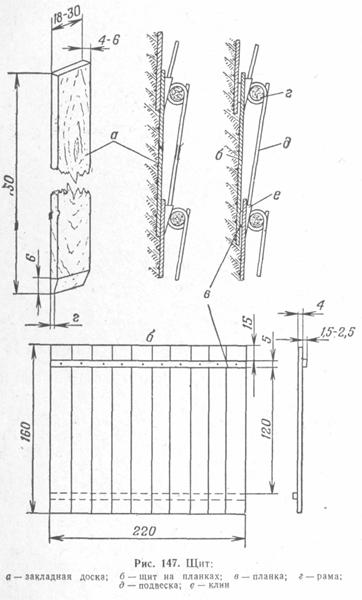 18-30
4-6
а
г
б
д
е
6
г
в
б
15
5
4
1,5-2,5
160
120
220
Рис. 147. Щит:
а — закладная доска; б — щит на планках; в — планка; г — рама;
д — подвеска; е — клин